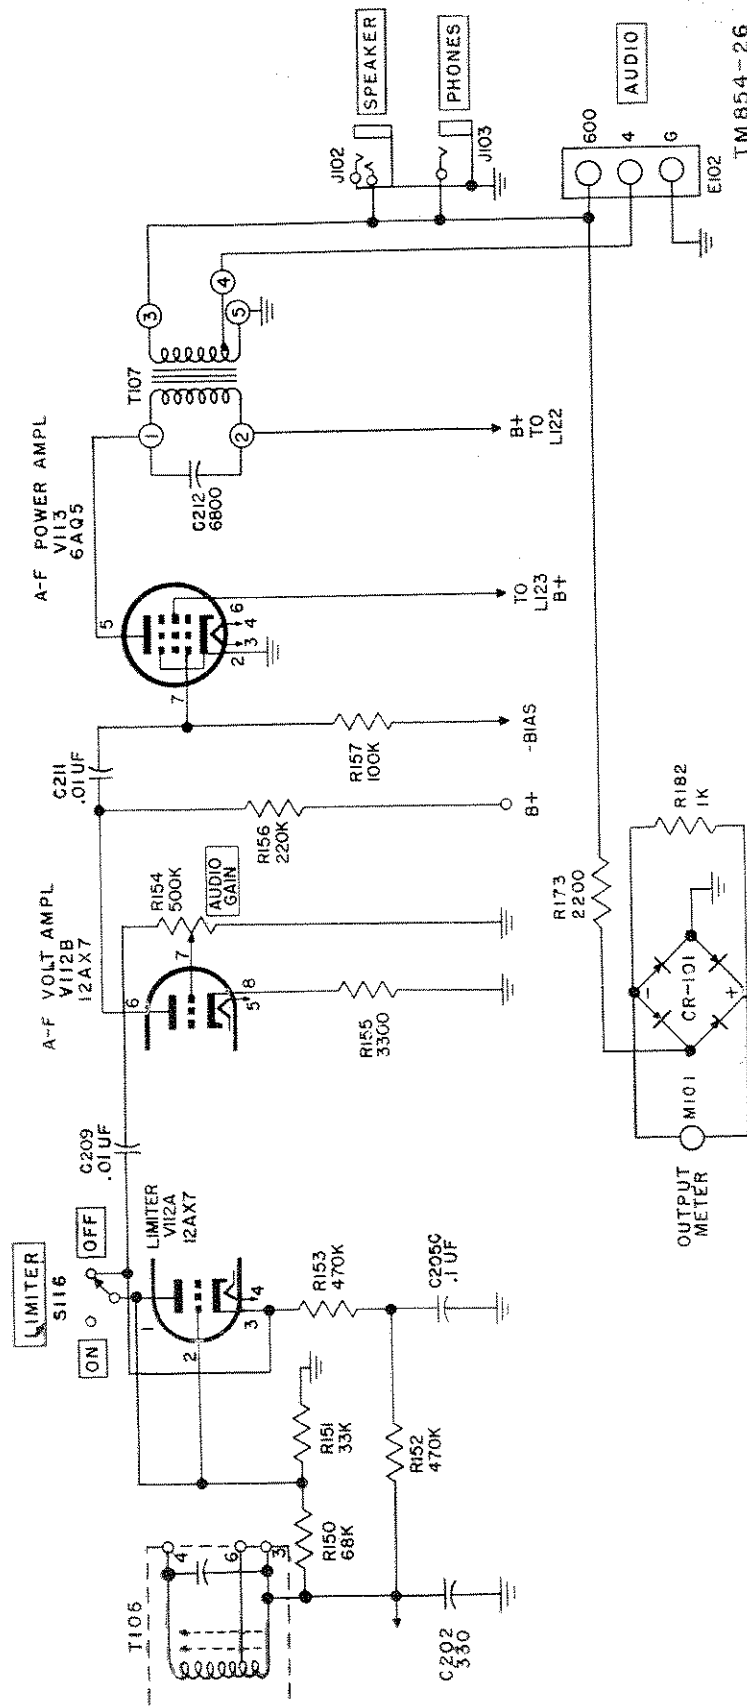 LIMITER
S116
ON
OFF
T105
4
6
3
R150
68K
R151
33K
R152
470K
C202
330
LIMITER
V112A
12AX7
1
2
3
4
R153
470K
C205C
.1 UF
C209
.01 UF
A-F VOLT AMPL
V112B
12AX7
6
7
8
5
R154
500K
AUDIO
GAIN
R155
3300
R156
220K
B+
C211
.01 UF
R157
100K
-BIAS
A-F POWER AMPL
V113
6AQ5
5
7
2
3
4
6
TO
L123
B+
C212
6800
T107
1
2
3
4
5
B+
TO
L122
J102
SPEAKER
J103
PHONES
600
4
G
E102
AUDIO
OUTPUT
METER
M101
CR-101
-
+
R173
2200
R182
1K
TM854-26